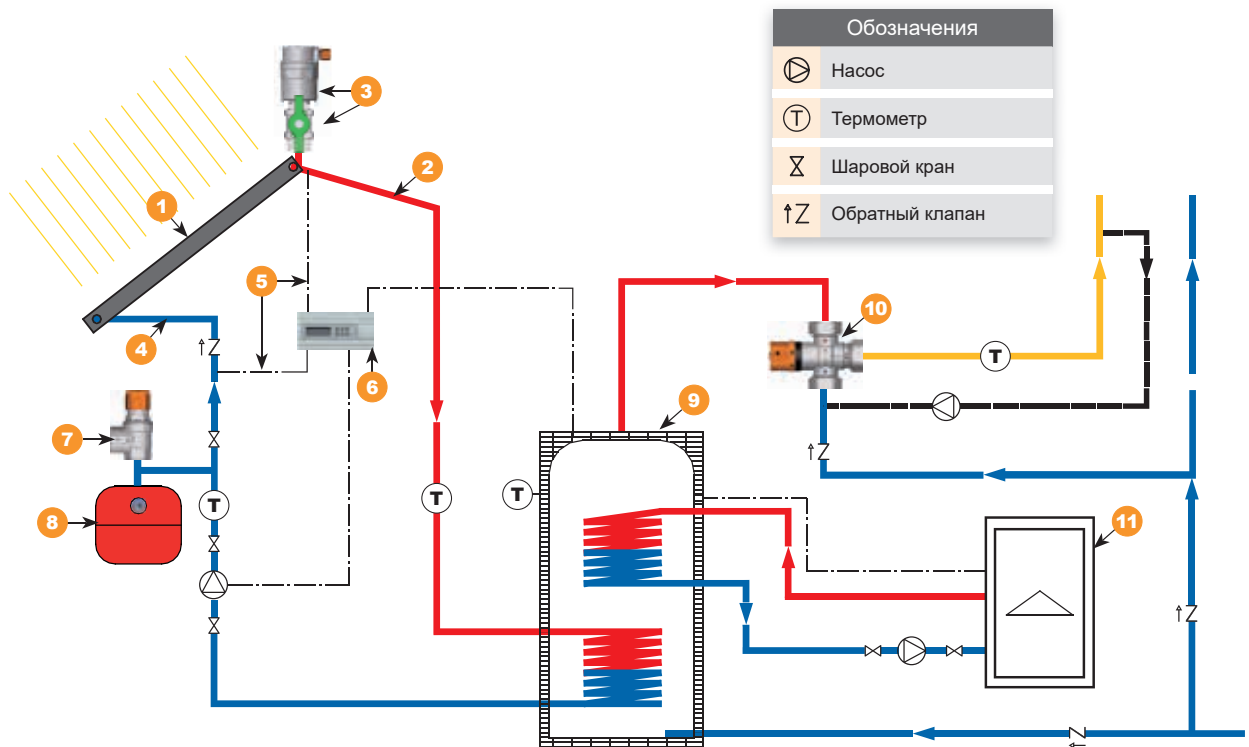 Обозначения
Насос
T Термометр
Шаровой кран
Обратный клапан
3
2
1
5
10
4
6
T
9
7
T
T
T
8
11